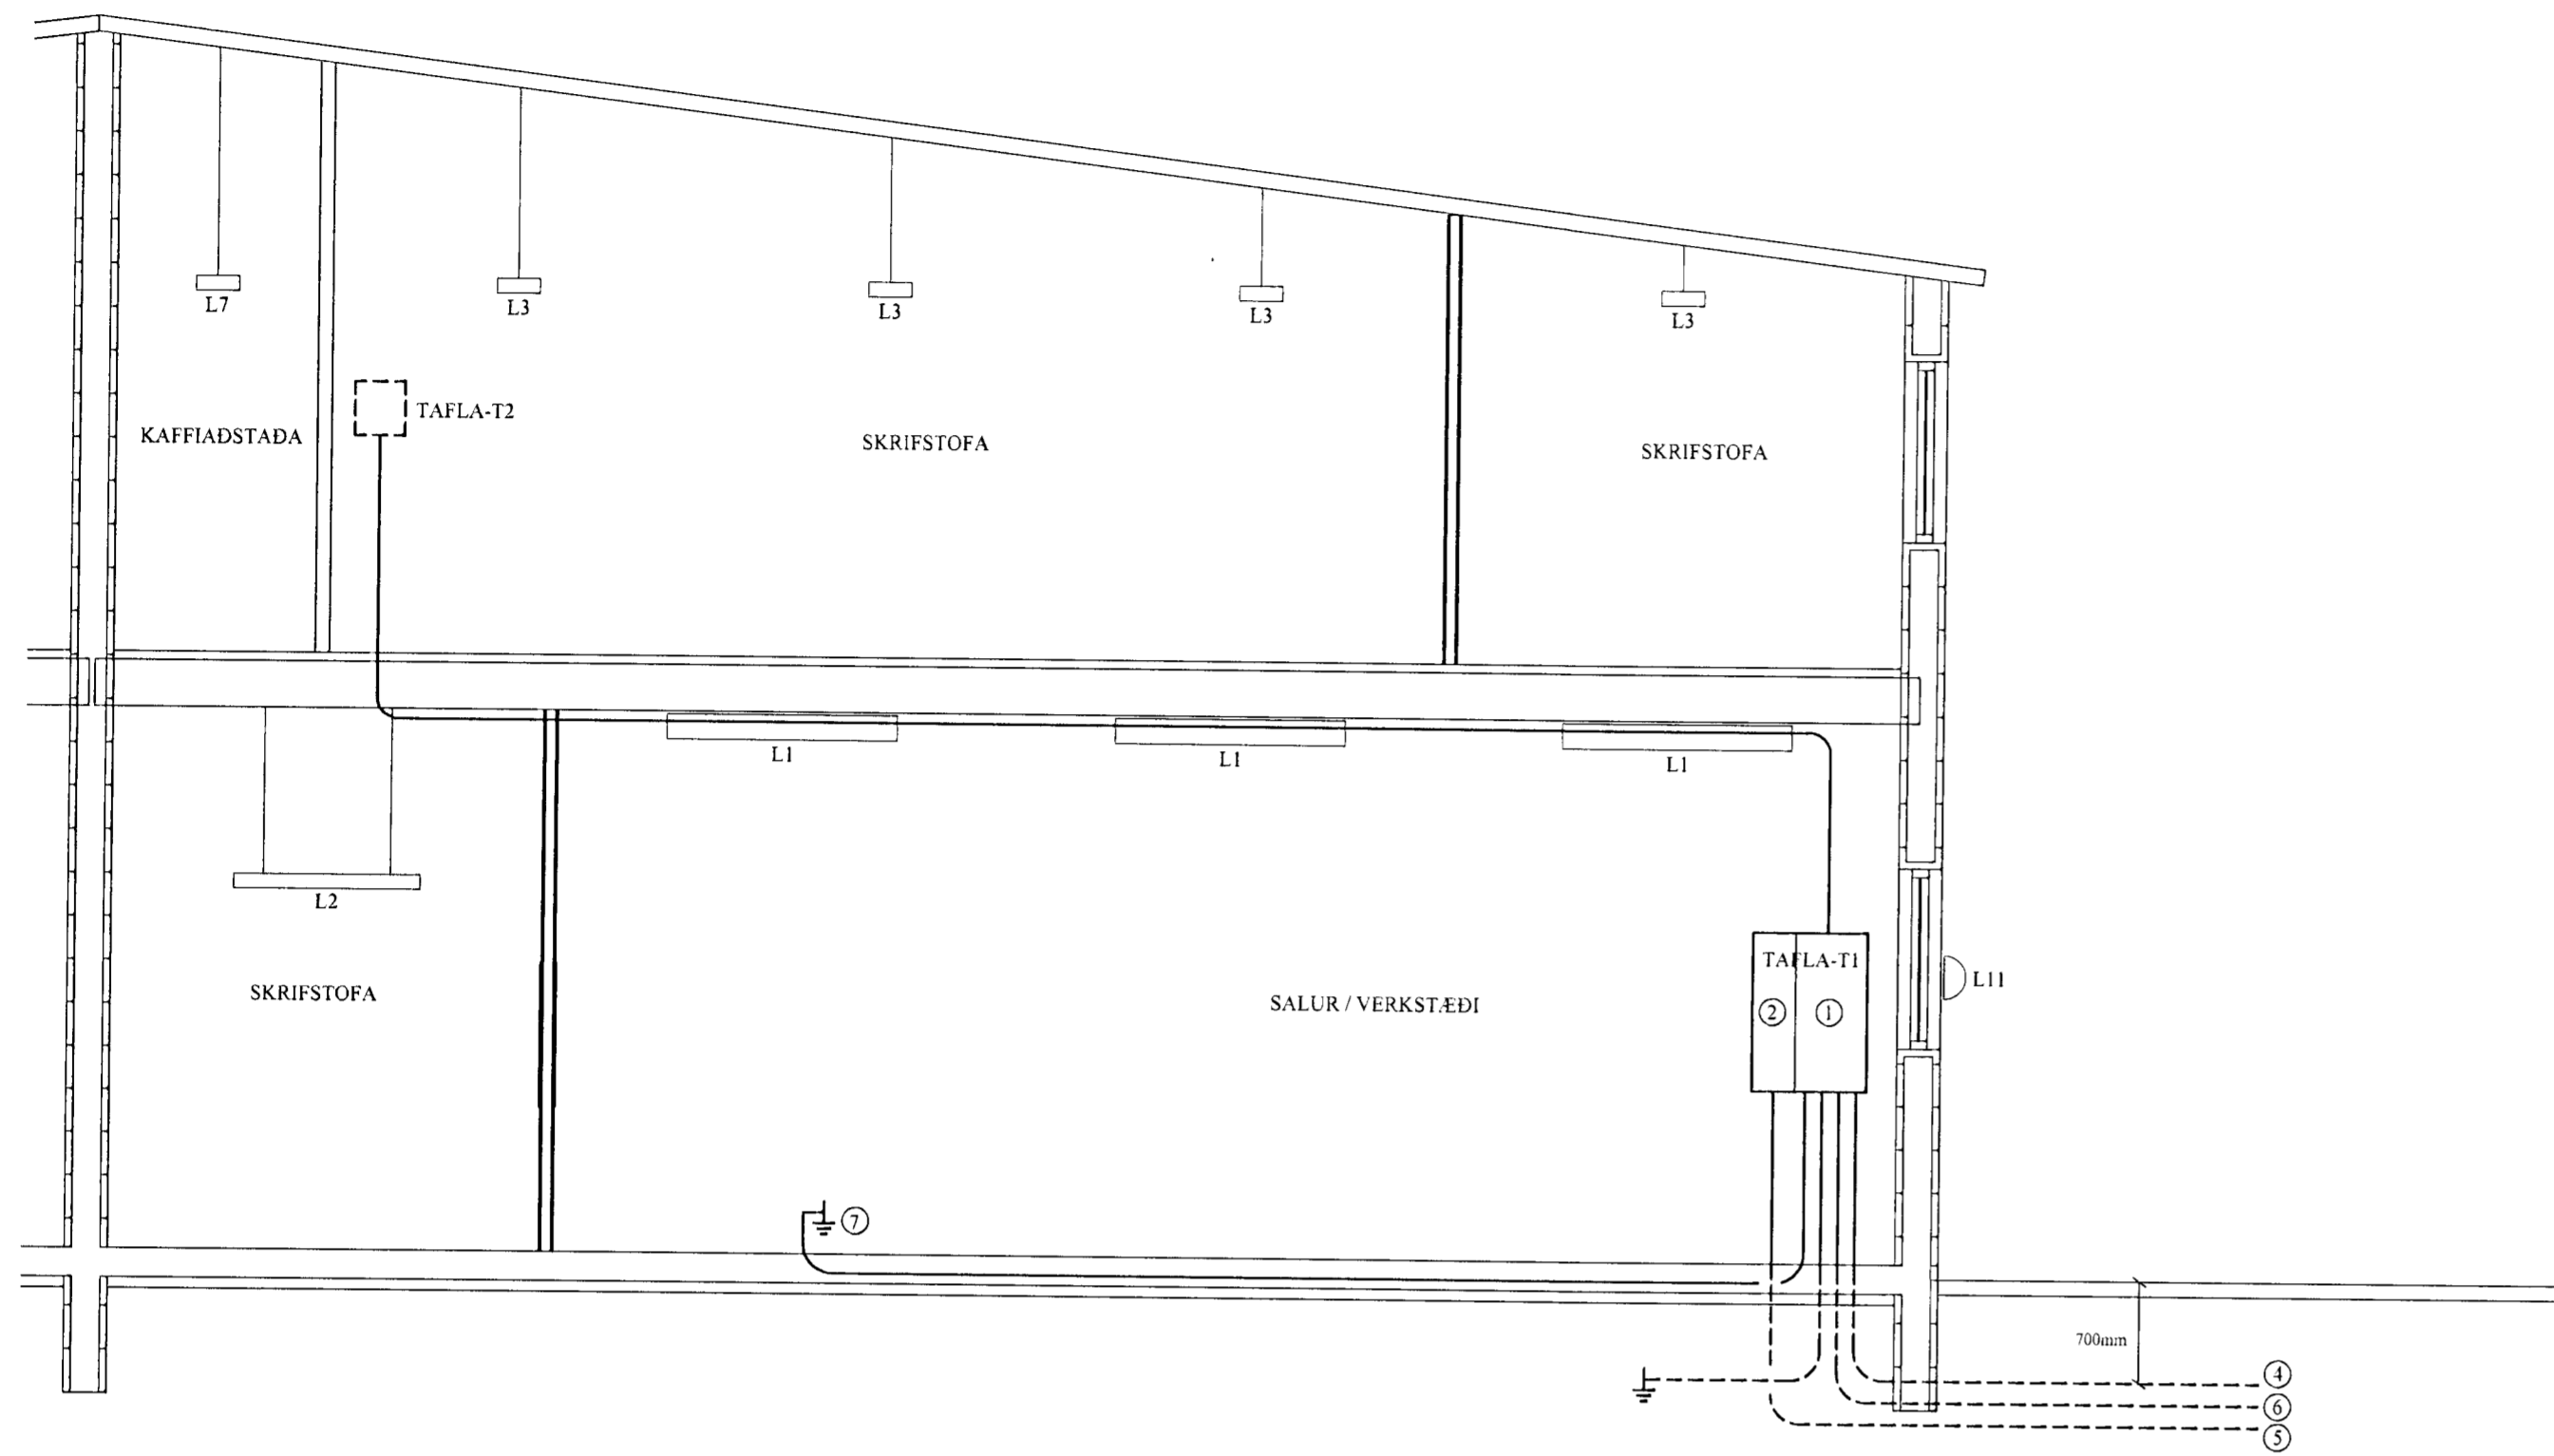 L7
L3
L3
L3
L3
TAFLA-T2
KAFFIAÐSTAÐA
SKRIFSTOFA
SKRIFSTOFA
L1
L1
L1
L2
SKRIFSTOFA
SALUR / VERKSTÆÐI
TAFLA-T1
2
1
L11
7
700mm
4
6
5